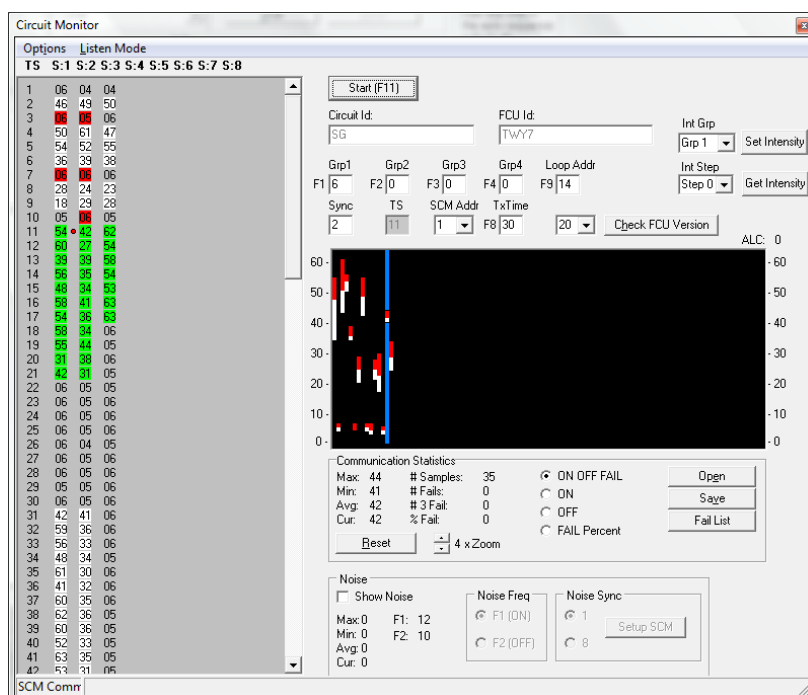 Circuit Monitor
Options Listen Mode
TS S:1 S:2 S:3 S:4 S:5 S:6 S:7 S:8
1 06 04 04
2 46 49 50
3 06 05 06
4 50 61 47
5 54 52 55
6 36 39 38
7 06 06 06
8 28 24 23
9 18 29 28
10 05 06 05
11 54 42 62
12 60 27 54
13 39 39 58
14 56 35 54
15 48 34 53
16 58 41 63
17 54 36 63
18 58 34 06
19 55 44 05
20 31 38 06
21 42 31 05
22 06 05 05
23 06 05 06
24 06 05 06
25 06 05 06
26 06 04 05
27 06 05 06
28 06 05 06
29 05 05 06
30 06 05 06
31 42 41 06
32 59 36 06
33 56 33 06
34 48 34 05
35 61 30 06
36 41 32 06
37 60 35 06
38 62 36 05
39 60 36 05
40 52 33 05
41 63 35 05
42 53 31 05
SCM Comm
Start (F11)
Circuit Id: FCU Id:
SG TWY7
Int Grp
Grp 1 Set Intensity
Int Step
Step 0 Get Intensity
Grp1 Grp2 Grp3 Grp4 Loop Addr
F1 6 F2 0 F3 0 F4 0 F9 14
Sync TS SCM Addr TxTime
2 11 1 F8 30 20 Check FCU Version
ALC: 0
60 - - 60
50 - - 50
40 - - 40
30 - - 30
20 - - 20
10 - - 10
0 - - 0
Communication Statistics
Max: 44 # Samples: 35 ON OFF FAIL Open
Min: 41 # Fails: 0 ON Save
Avg: 42 # 3 Fail: 0 OFF Fail List
Cur: 42 % Fail: 0 FAIL Percent
Reset 4 x Zoom
Noise
Show Noise Noise Freq Noise Sync
Max:0 F1: 12 F1 (ON) 1 Setup SCM
Min: 0 F2: 10 F2 (OFF) 8
Avg:0
Cur: 0